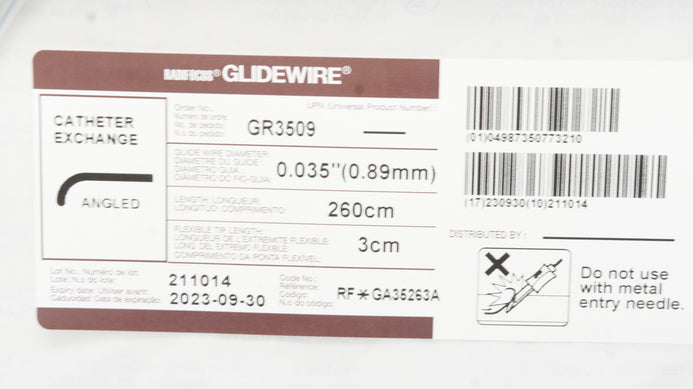 RADIFOCUS® GLIDEWIRE®
CATHETER
EXCHANGE
ANGLED
Order No.:
Numéro de ordre:
No. de pedido:
N.o do pedido:
GR3509
UPN (Universal Product Number):
GUIDE WIRE DIAMETER:
DIAMETRE DU GUIDE:
DIAMETRO GUIA:
DIÂMETRO DO FIO-GUIA:
0.035"(0.89mm)
LENGTH: LONGUEUR:
LONGITUD: COMPRIMENTO:
260cm
FLEXIBLE TIP LENGTH:
LONGUEUR DE L'EXTREMITE FLEXIBLE:
LONG. DEL EXTREMO FLEXIBLE:
COMPRIMENTO DA PONTA FLEXÍVEL:
3cm
Lot No.: Numéro de lot:
Lote: N.o do lote:
211014
Expiry date: Utiliser avant:
Caducidad: Data de expiração:
2023-09-30
Code No.:
Référence:
Código:
N.o do código:
RF*GA35263A
(01)04987350773210
(17)230930(10)211014
DISTRIBUTED BY :
Do not use
with metal
entry needle.